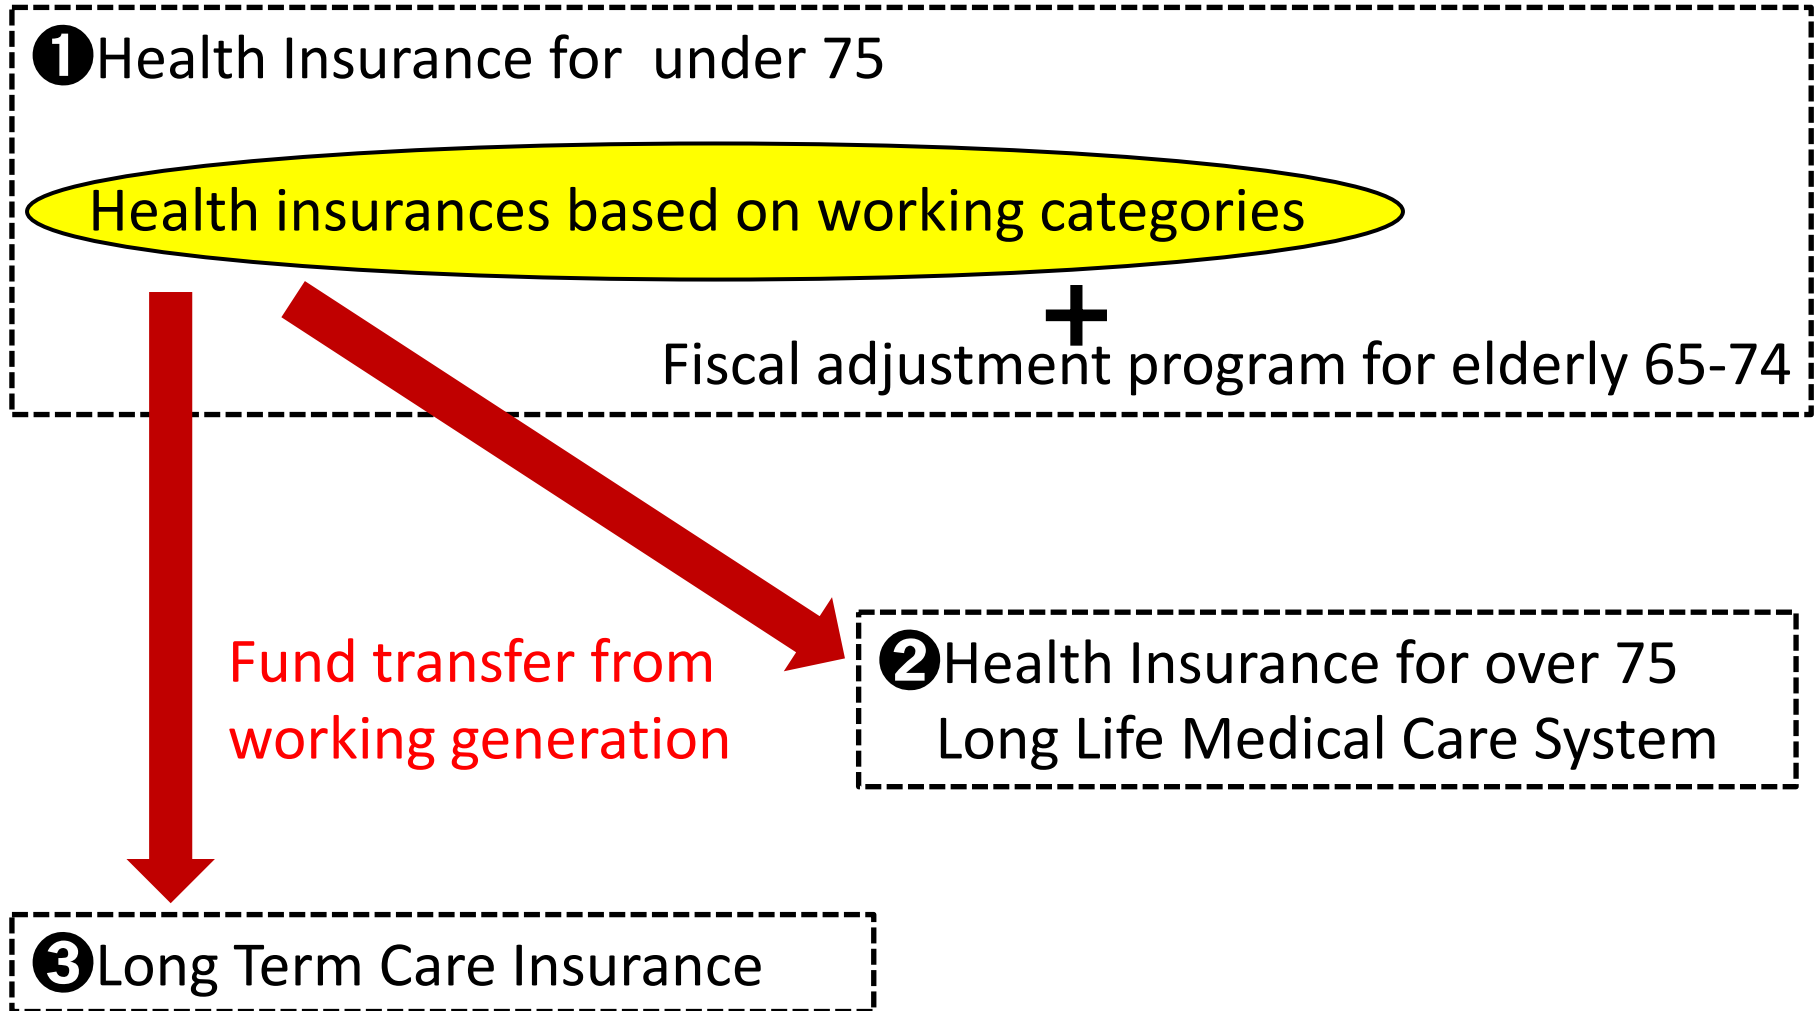 ❶Health Insurance for  under 75
Health insurances based on working categories
+
Fiscal adjustment program for elderly 65-74
Fund transfer from
working generation
❷Health Insurance for over 75
Long Life Medical Care System
❸Long Term Care Insurance